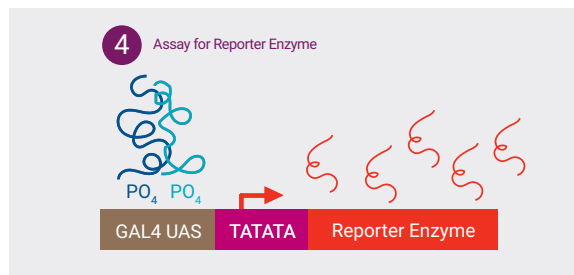 4 Assay for Reporter Enzyme
PO₄ PO₄
GAL4 UAS TATATA Reporter Enzyme